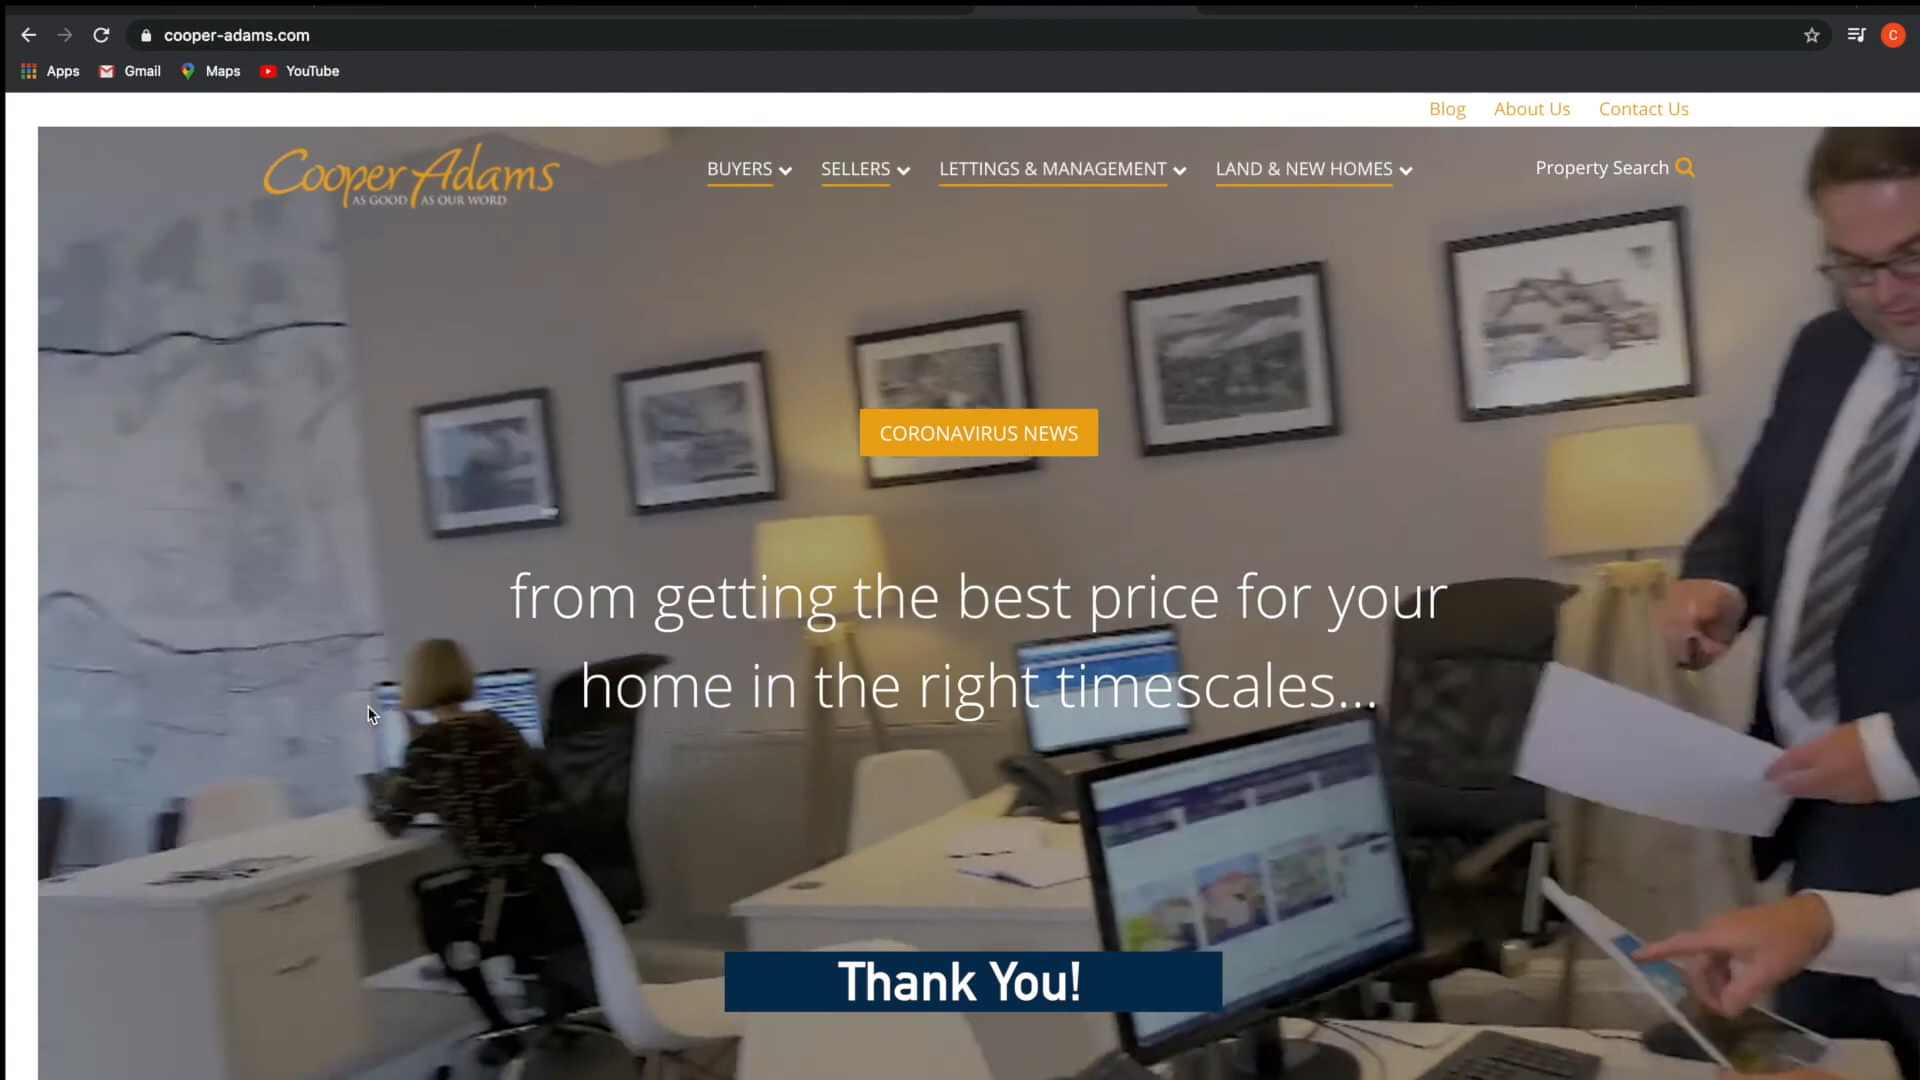 cooper-adams.com
C
Apps Gmail Maps YouTube
Blog About Us Contact Us
Cooper Adams
AS GOOD AS OUR WORD
BUYERS SELLERS LETTINGS & MANAGEMENT LAND & NEW HOMES Property Search
CORONAVIRUS NEWS
from getting the best price for your
home in the right timescales...
Thank You!